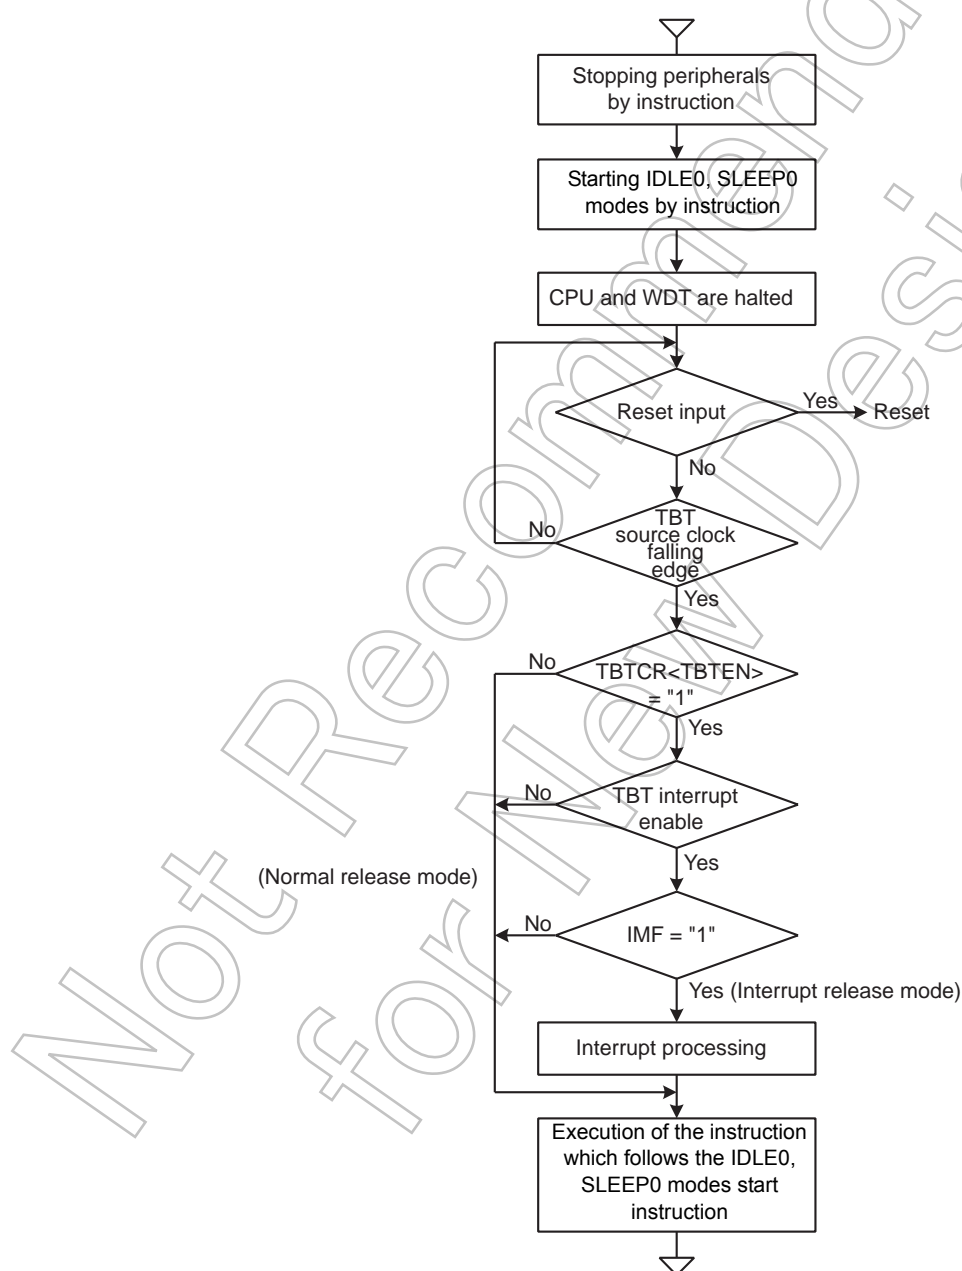 Stopping peripherals
by instruction
Starting IDLE0, SLEEP0
modes by instruction
CPU and WDT are halted
Reset input
Yes
Reset
No
TBT
source clock
falling
edge
No
Yes
TBTCR<TBTEN>
= "1"
No
Yes
TBT interrupt
enable
No
Yes
(Normal release mode)
IMF = "1"
No
Yes (Interrupt release mode)
Interrupt processing
Execution of the instruction
which follows the IDLE0,
SLEEP0 modes start
instruction
Not Recommend
for New Desi